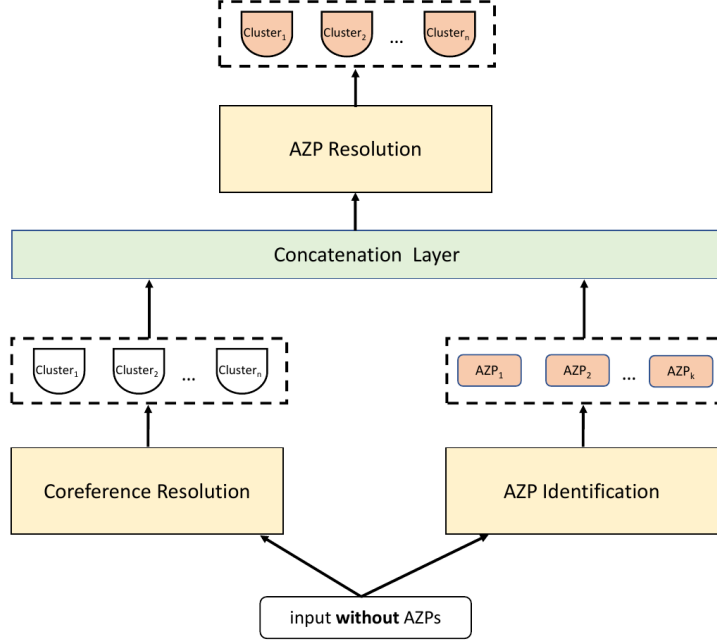 Cluster₁ Cluster₂ ... Clusterₙ
AZP Resolution
Concatenation Layer
Cluster₁ Cluster₂ ... Clusterₙ
AZP₁ AZP₂ ... AZPₖ
Coreference Resolution
AZP Identification
input without AZPs